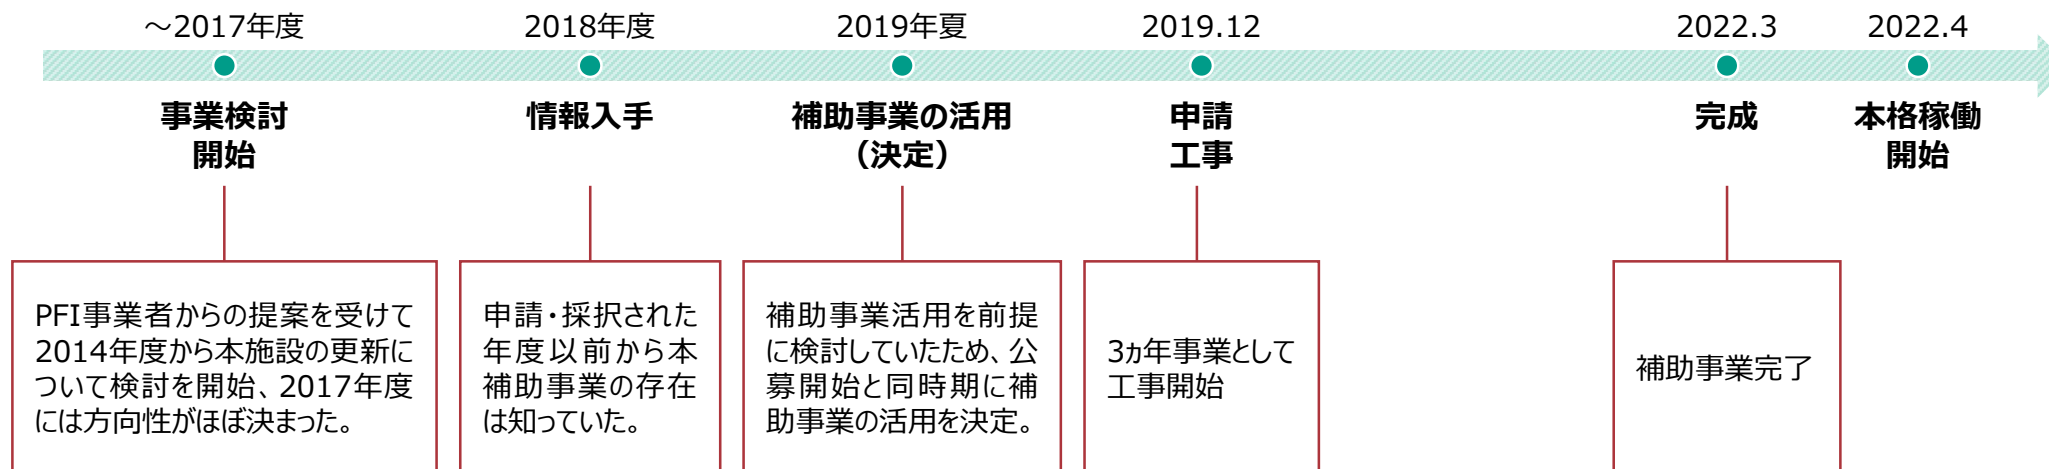 ～2017年度
2018年度
2019年夏
2019.12
2022.3
2022.4
事業検討
開始
情報入手
補助事業の活用
（決定）
申請
工事
完成
本格稼働
開始
PFI事業者からの提案を受けて
2014年度から本施設の更新に
ついて検討を開始、2017年度
には方向性がほぼ決まった。
申請・採択された
年度以前から本
補助事業の存在
は知っていた。
補助事業活用を前提
に検討していたため、公
募開始と同時期に補
助事業の活用を決定。
3ヵ年事業として
工事開始
補助事業完了